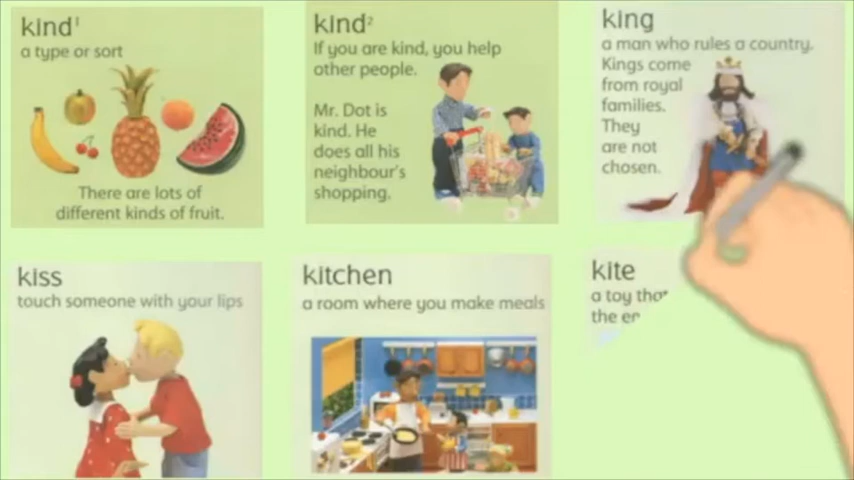 kind¹
a type or sort
There are lots of
different kinds of fruit.
kind²
If you are kind, you help
other people.
Mr. Dot is
kind. He
does all his
neighbour's
shopping.
king
a man who rules a country.
Kings come
from royal
families.
They
are not
chosen.
kiss
touch someone with your lips
kitchen
a room where you make meals
kite
a toy that
the